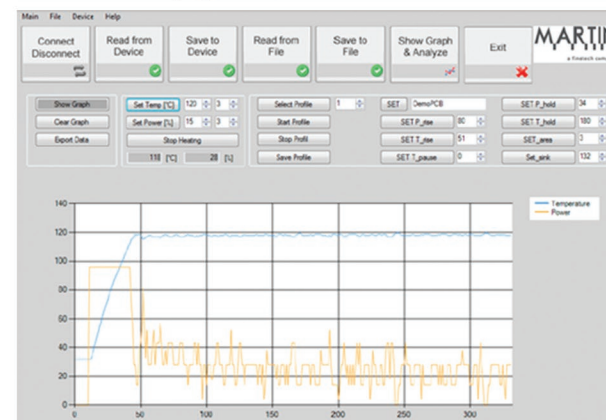 Main File Device Help
Connect Disconnect
Read from Device
Save to Device
Read from File
Save to File
Show Graph & Analyze
Exit
MARTIN
a finetech com
Show Graph
Set Temp [°C] 120 3
Select Profile 1
SET DemoPCB
SET P_hold 34
Clear Graph
Set Power [%] 15 3
Start Profile
SET P_rise 80
SET T_hold 180
Export Data
Stop Heating
Stop Profil
SET T_rise 51
SET_area 3
118 [°C] 28 [%]
Save Profile
SET T_pause 0
Set_sink 132
140
120
100
80
60
40
20
0
0 50 100 150 200 250 300
Temperature
Power